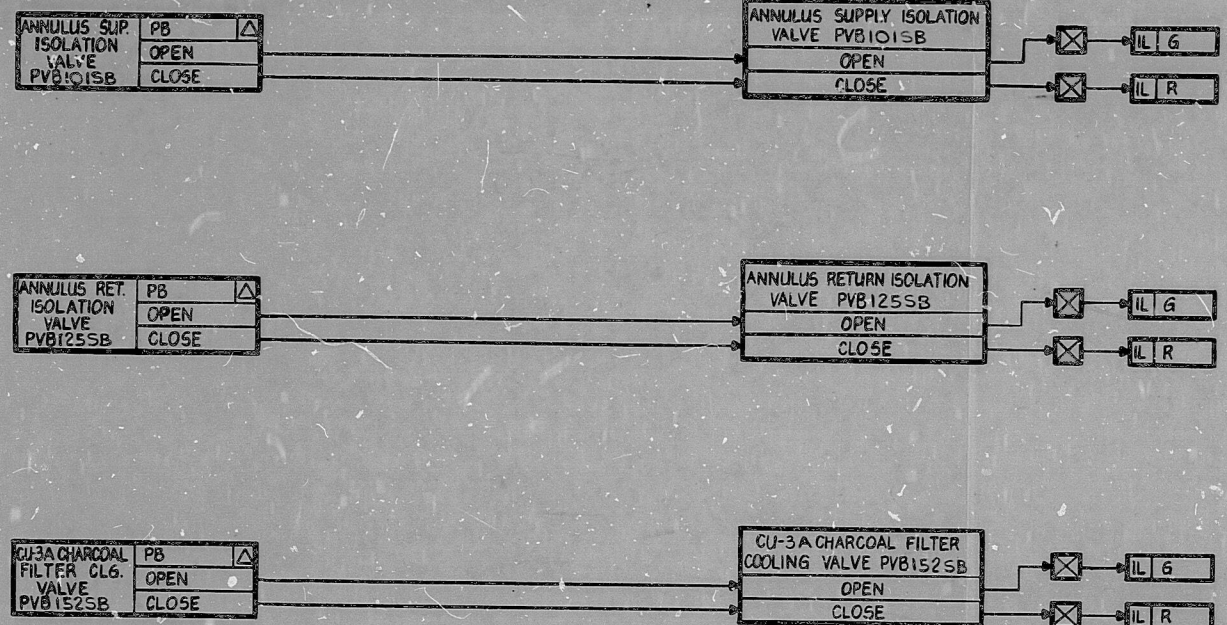 ANNULUS SUP.
ISOLATION
VALVE
PVB101SB
PB
OPEN
CLOSE
ANNULUS SUPPLY ISOLATION
VALVE PVB101SB
OPEN
CLOSE
IL G
IL R
ANNULUS RET.
ISOLATION
VALVE
PVB125SB
PB
OPEN
CLOSE
ANNULUS RETURN ISOLATION
VALVE PVB125SB
OPEN
CLOSE
IL G
IL R
CU-3A CHARCOAL
FILTER CLG.
VALVE
PVB152SB
PB
OPEN
CLOSE
CU-3A CHARCOAL FILTER
COOLING VALVE PVB152SB
OPEN
CLOSE
IL G
IL R